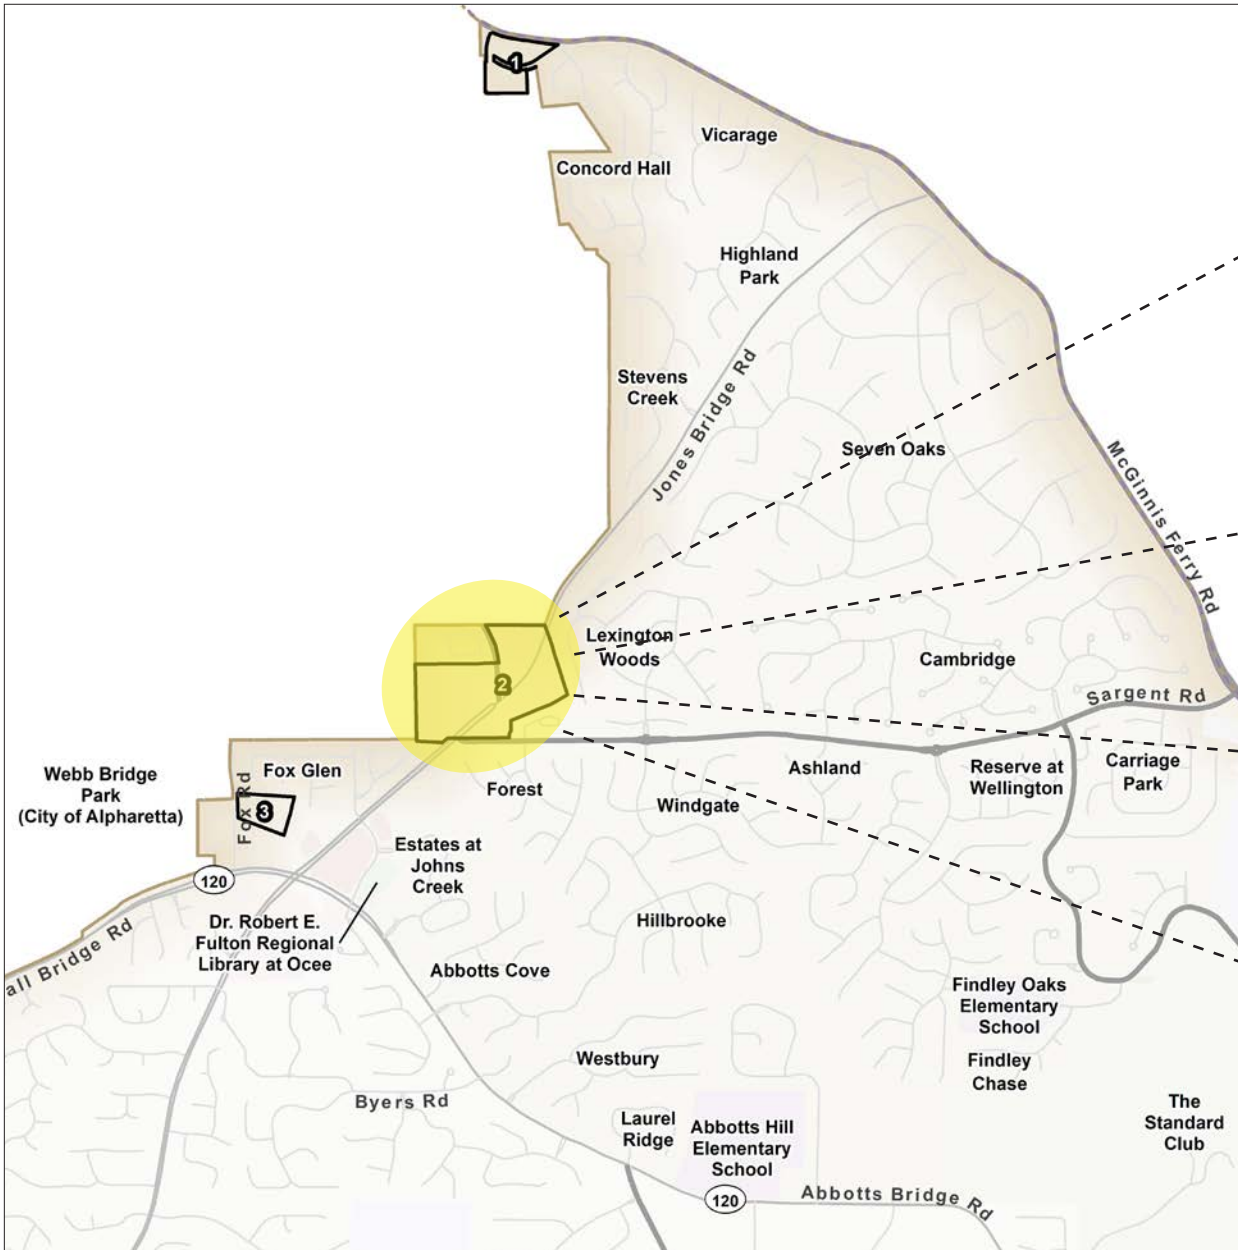 1
Vicarage
Concord Hall
Highland
Park
Stevens
Creek
Jones Bridge Rd
Seven Oaks
McGinnis Ferry Rd
Lexington
Woods
2
Cambridge
Sargent Rd
Webb Bridge
Park
(City of Alpharetta)
Fox Glen
Fox Rd
3
Forest
Ashland
Windgate
Reserve at
Wellington
Carriage
Park
Estates at
Johns
Creek
120
Dr. Robert E.
Fulton Regional
Library at Ocee
all Bridge Rd
Hillbrooke
Abbotts Cove
Findley Oaks
Elementary
School
Westbury
Findley
Chase
Byers Rd
Laurel
Ridge
Abbotts Hill
Elementary
School
The
Standard
Club
120
Abbotts Bridge Rd